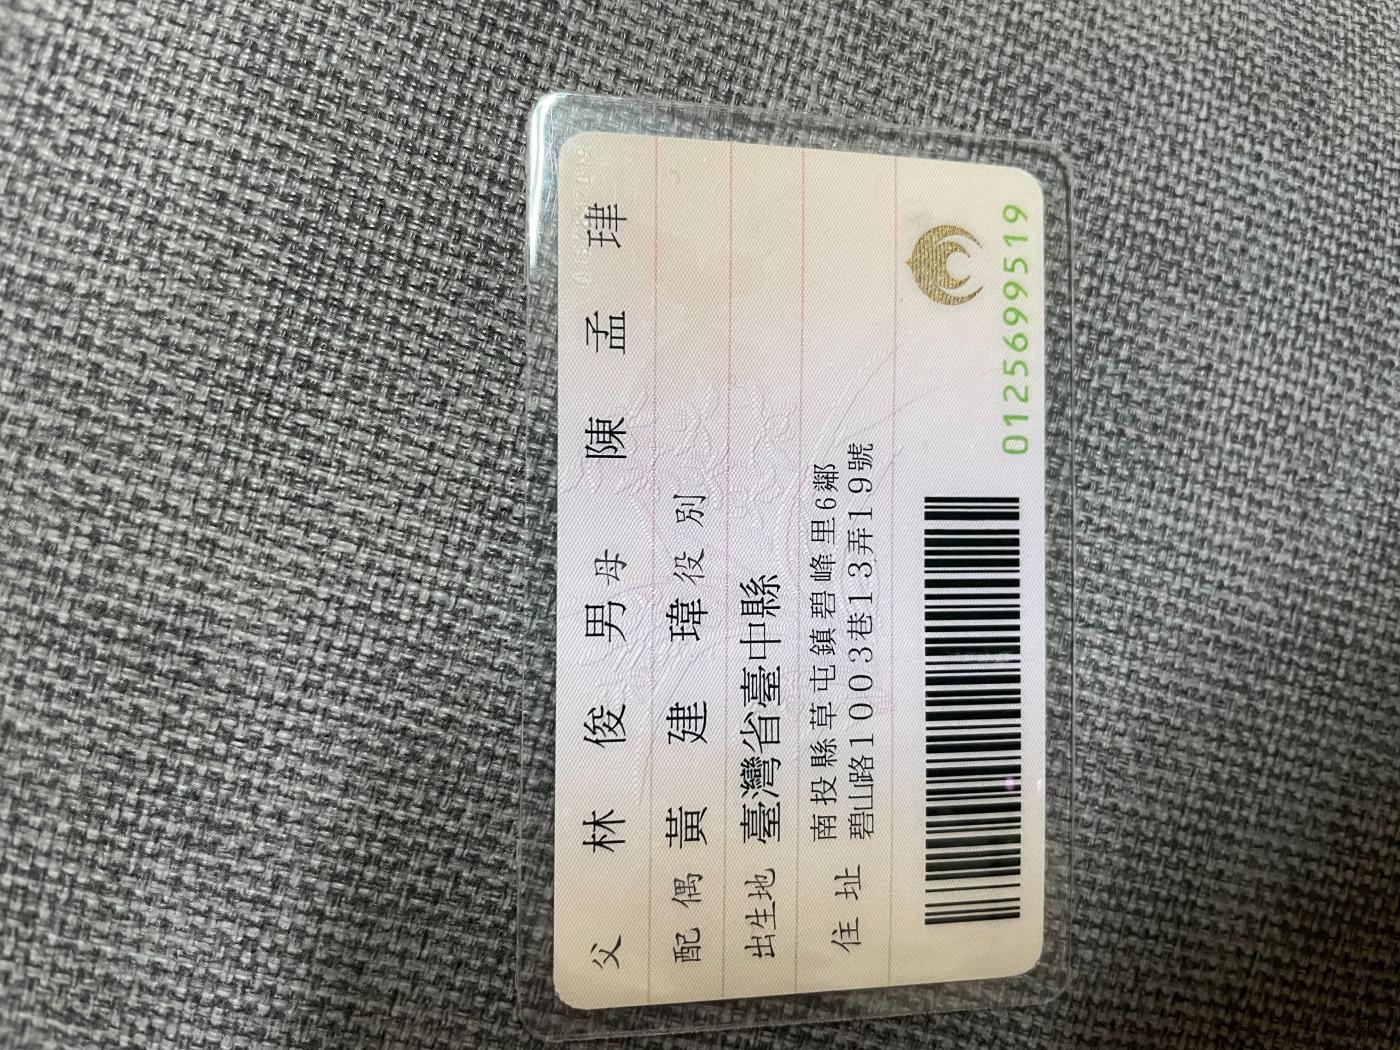 父 林俊男 母 陳孟珒
配偶 黃建瑋 役別
出生地 臺灣省臺中縣
住址 南投縣草屯鎮碧峰里6鄰
碧山路1003巷13弄19號
0125699519